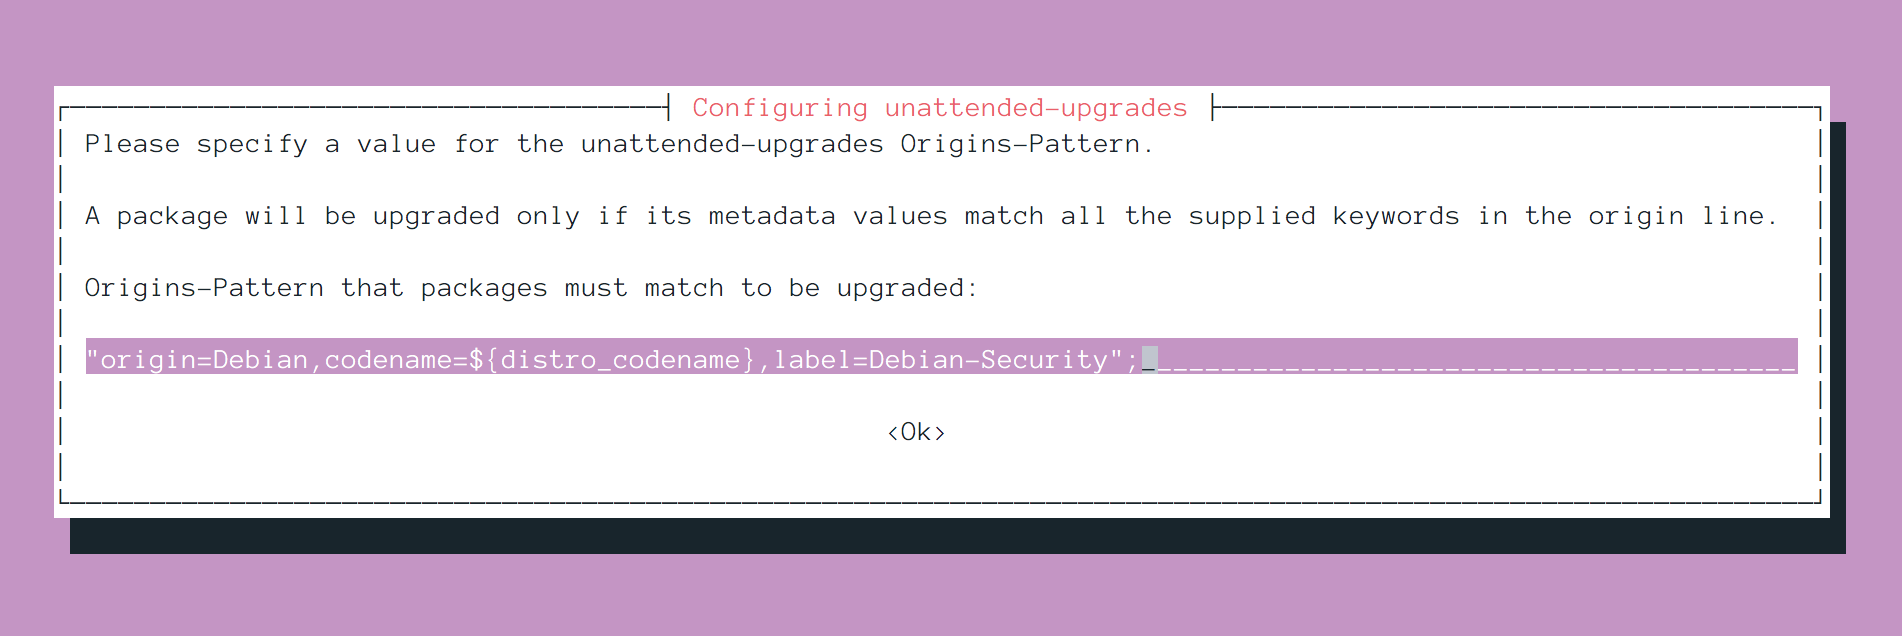 Configuring unattended-upgrades
Please specify a value for the unattended-upgrades Origins-Pattern.
A package will be upgraded only if its metadata values match all the supplied keywords in the origin line.
Origins-Pattern that packages must match to be upgraded:
"origin=Debian,codename=${distro_codename},label=Debian-Security";_________________________________________
<Ok>